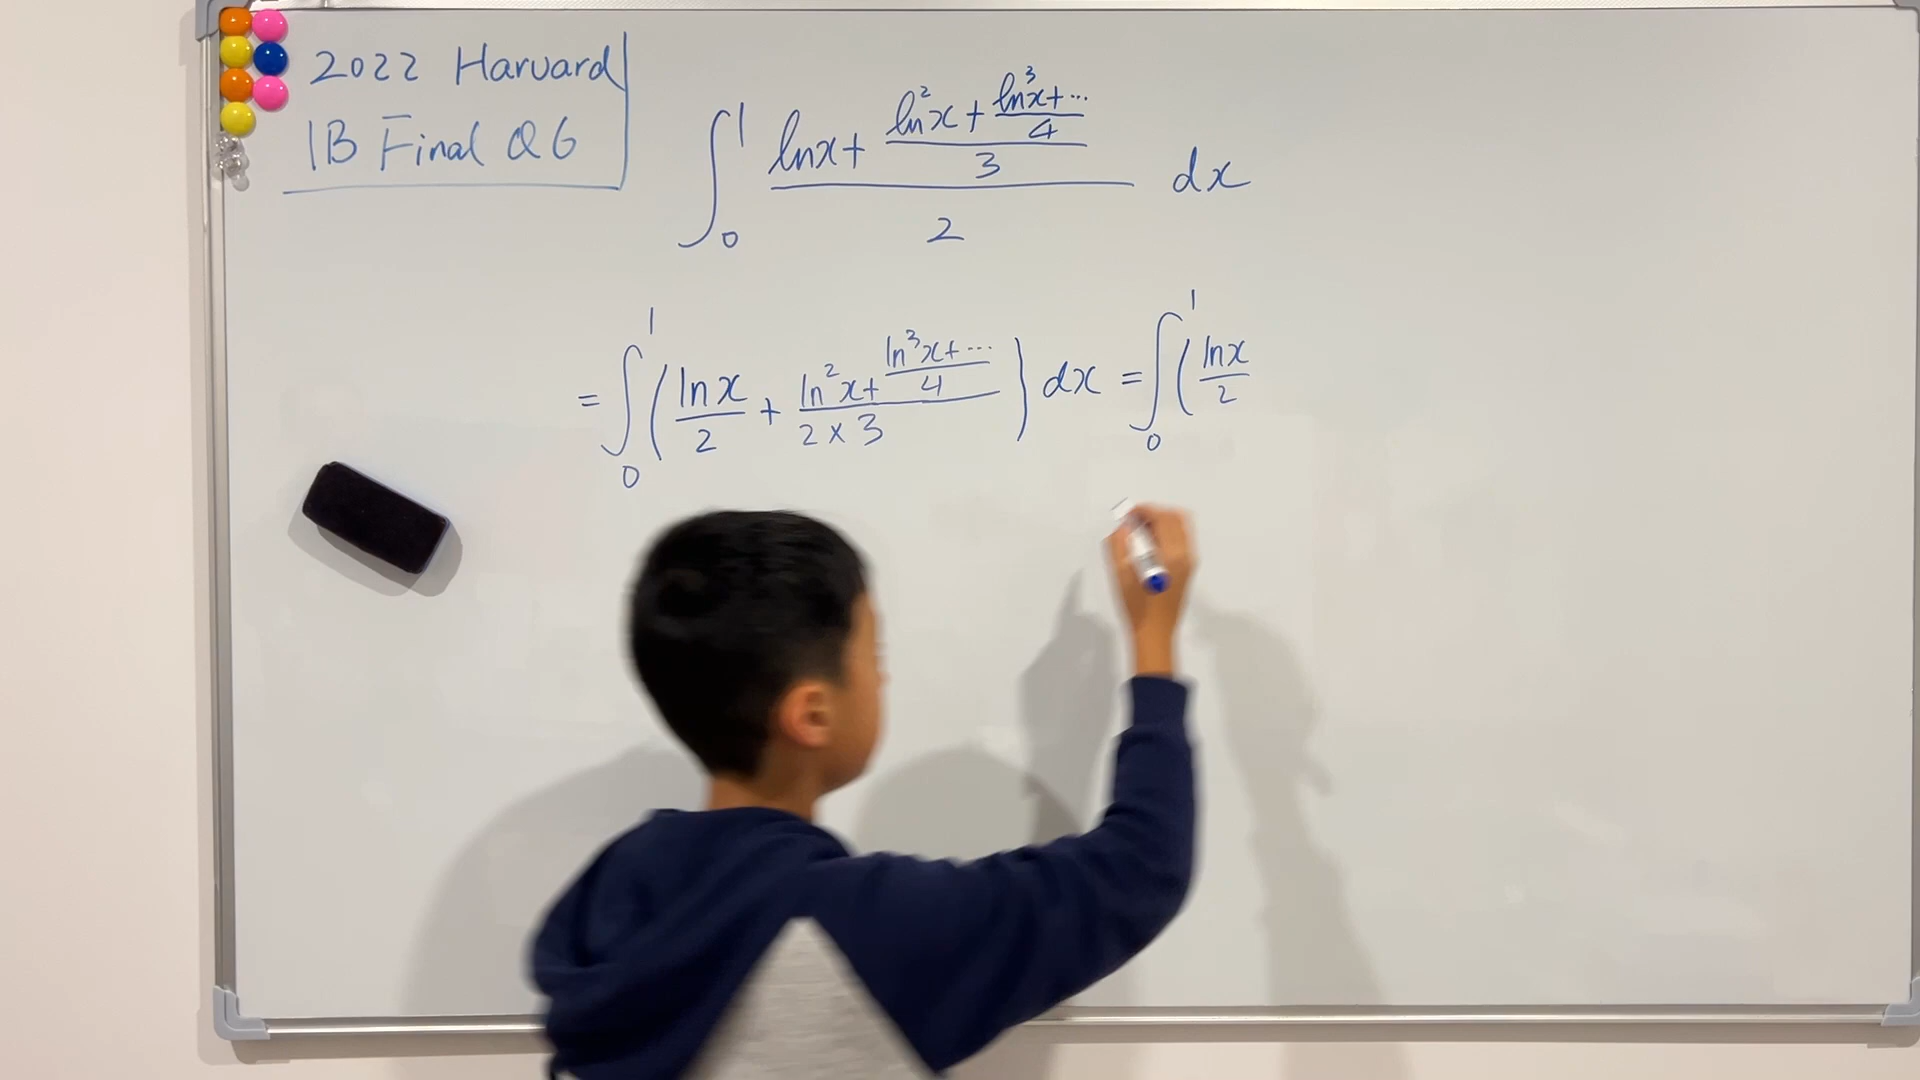 2022 Harvard
IB Final Q6
∫₀¹ (ln x + (ln²x + (ln³x + ···)/4)/3)/2 dx
= ∫₀¹ (ln x/2 + (ln²x + (ln³x + ···)/4)/(2 × 3)) dx = ∫₀¹ (ln x/2